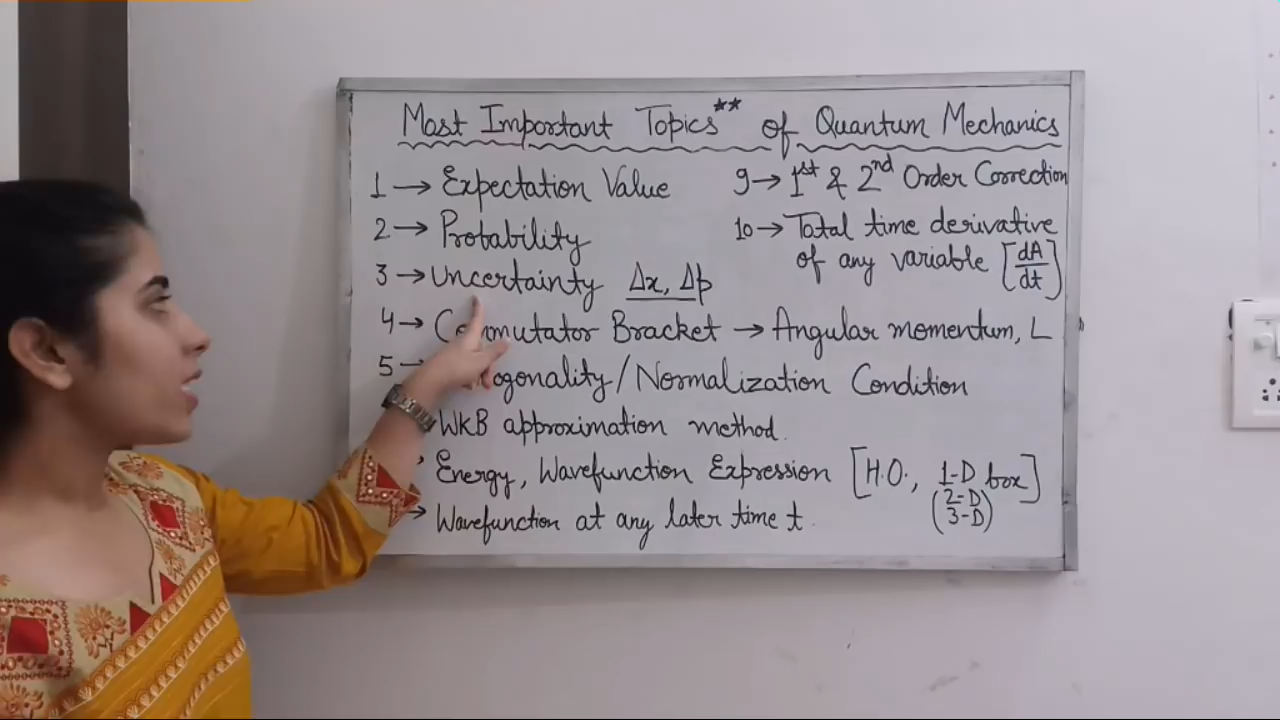 Most Important Topics** of Quantum Mechanics
1 → Expectation Value
2 → Probability
3 → Uncertainty Δx, Δp
4 → Commutator Bracket → Angular momentum, L
5 → ogonality/Normalization Condition
WKB approximation method.
Energy, Wavefunction Expression [H.O., 1-D box]
(2-D
3-D)
→ Wavefunction at any later time t.
9 → 1st & 2nd Order Correction
10 → Total time derivative
of any variable [dA/dt]